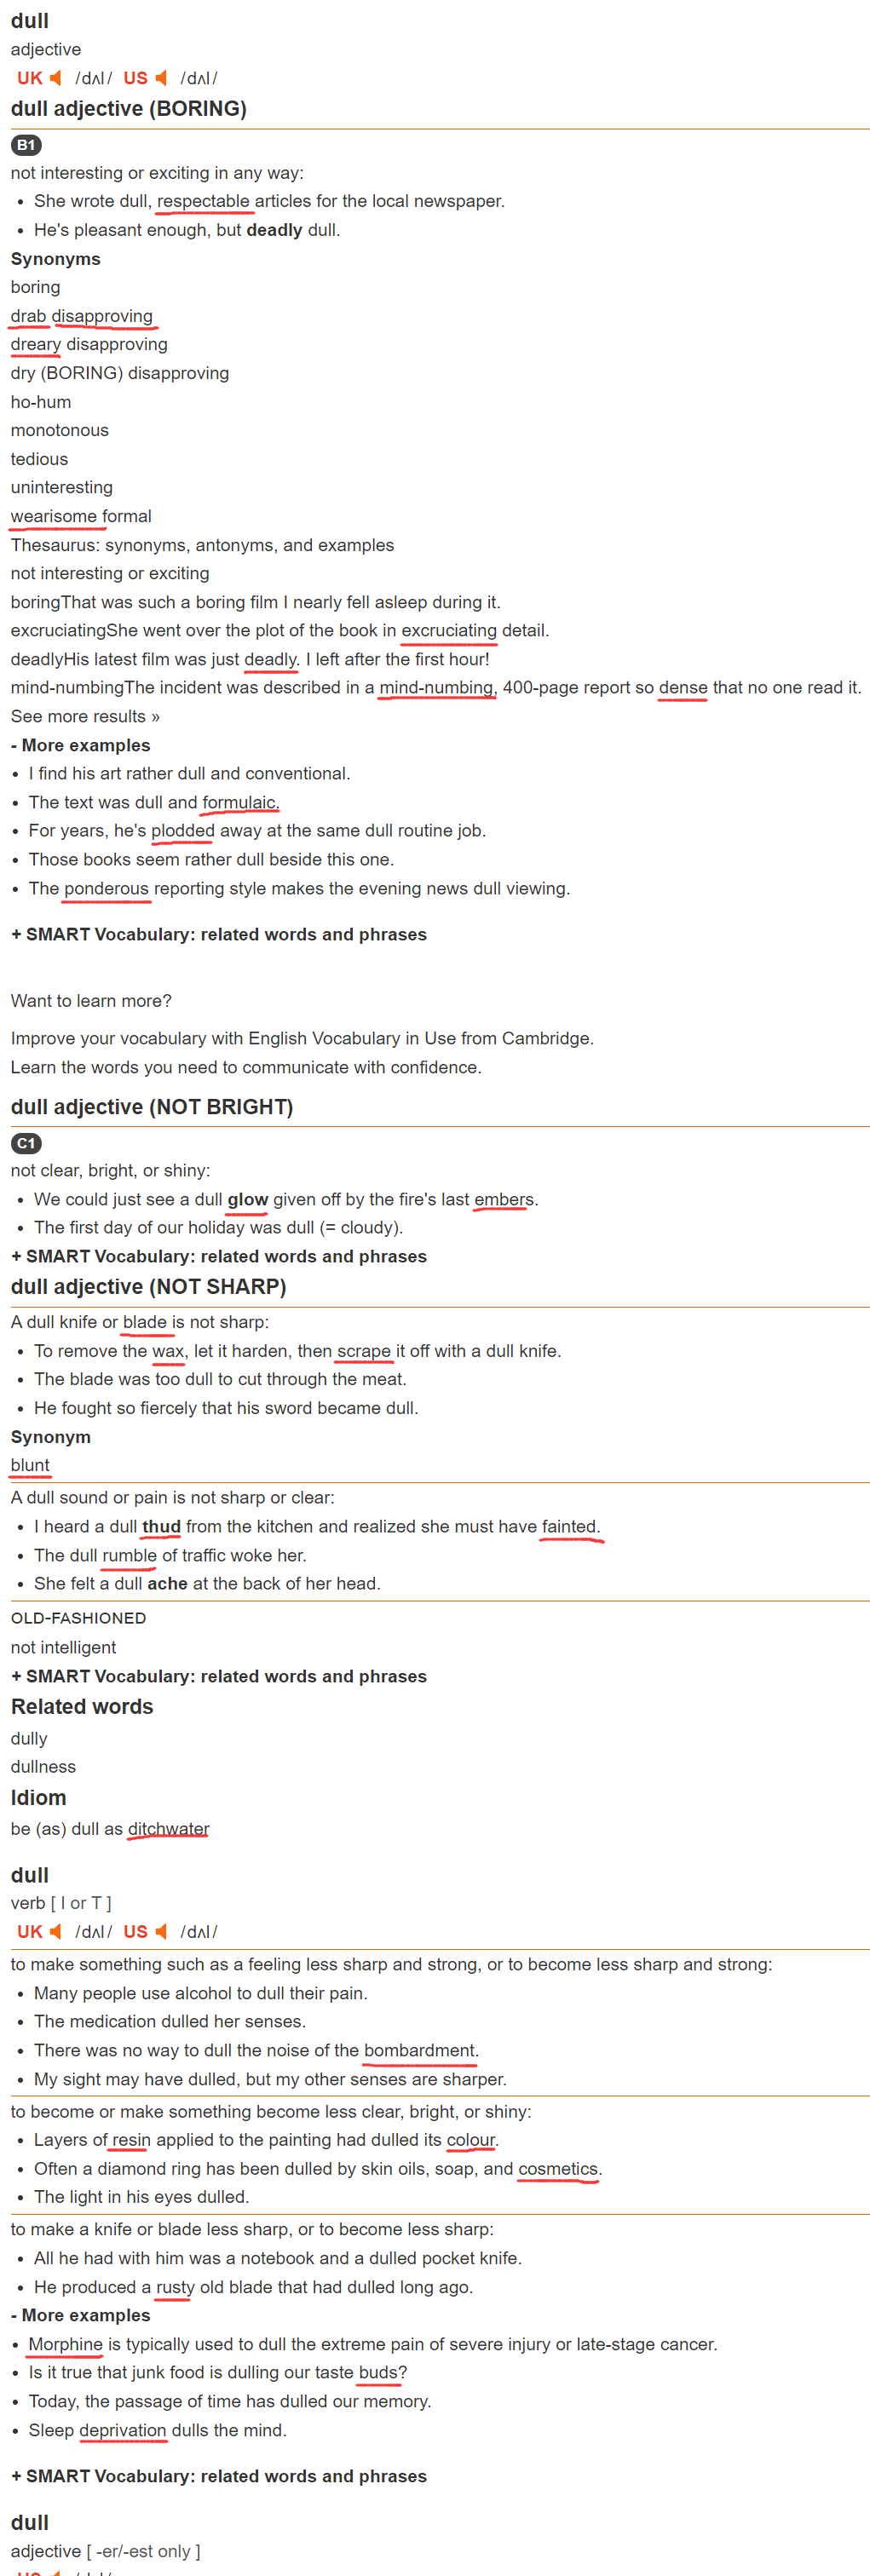 dull
adjective
UK /dʌl/ US /dʌl/
dull adjective (BORING)
B1
not interesting or exciting in any way:
• She wrote dull, respectable articles for the local newspaper.
• He's pleasant enough, but deadly dull.
Synonyms
boring
drab disapproving
dreary disapproving
dry (BORING) disapproving
ho-hum
monotonous
tedious
uninteresting
wearisome formal
Thesaurus: synonyms, antonyms, and examples
not interesting or exciting
boringThat was such a boring film I nearly fell asleep during it.
excruciatingShe went over the plot of the book in excruciating detail.
deadlyHis latest film was just deadly. I left after the first hour!
mind-numbingThe incident was described in a mind-numbing, 400-page report so dense that no one read it.
See more results »
- More examples
• I find his art rather dull and conventional.
• The text was dull and formulaic.
• For years, he's plodded away at the same dull routine job.
• Those books seem rather dull beside this one.
• The ponderous reporting style makes the evening news dull viewing.
+ SMART Vocabulary: related words and phrases
Want to learn more?
Improve your vocabulary with English Vocabulary in Use from Cambridge.
Learn the words you need to communicate with confidence.
dull adjective (NOT BRIGHT)
C1
not clear, bright, or shiny:
• We could just see a dull glow given off by the fire's last embers.
• The first day of our holiday was dull (= cloudy).
+ SMART Vocabulary: related words and phrases
dull adjective (NOT SHARP)
A dull knife or blade is not sharp:
• To remove the wax, let it harden, then scrape it off with a dull knife.
• The blade was too dull to cut through the meat.
• He fought so fiercely that his sword became dull.
Synonym
blunt
A dull sound or pain is not sharp or clear:
• I heard a dull thud from the kitchen and realized she must have fainted.
• The dull rumble of traffic woke her.
• She felt a dull ache at the back of her head.
OLD-FASHIONED
not intelligent
+ SMART Vocabulary: related words and phrases
Related words
dully
dullness
Idiom
be (as) dull as ditchwater
dull
verb [ I or T ]
UK /dʌl/ US /dʌl/
to make something such as a feeling less sharp and strong, or to become less sharp and strong:
• Many people use alcohol to dull their pain.
• The medication dulled her senses.
• There was no way to dull the noise of the bombardment.
• My sight may have dulled, but my other senses are sharper.
to become or make something become less clear, bright, or shiny:
• Layers of resin applied to the painting had dulled its colour.
• Often a diamond ring has been dulled by skin oils, soap, and cosmetics.
• The light in his eyes dulled.
to make a knife or blade less sharp, or to become less sharp:
• All he had with him was a notebook and a dulled pocket knife.
• He produced a rusty old blade that had dulled long ago.
- More examples
• Morphine is typically used to dull the extreme pain of severe injury or late-stage cancer.
• Is it true that junk food is dulling our taste buds?
• Today, the passage of time has dulled our memory.
• Sleep deprivation dulls the mind.
+ SMART Vocabulary: related words and phrases
dull
adjective [ -er/-est only ]